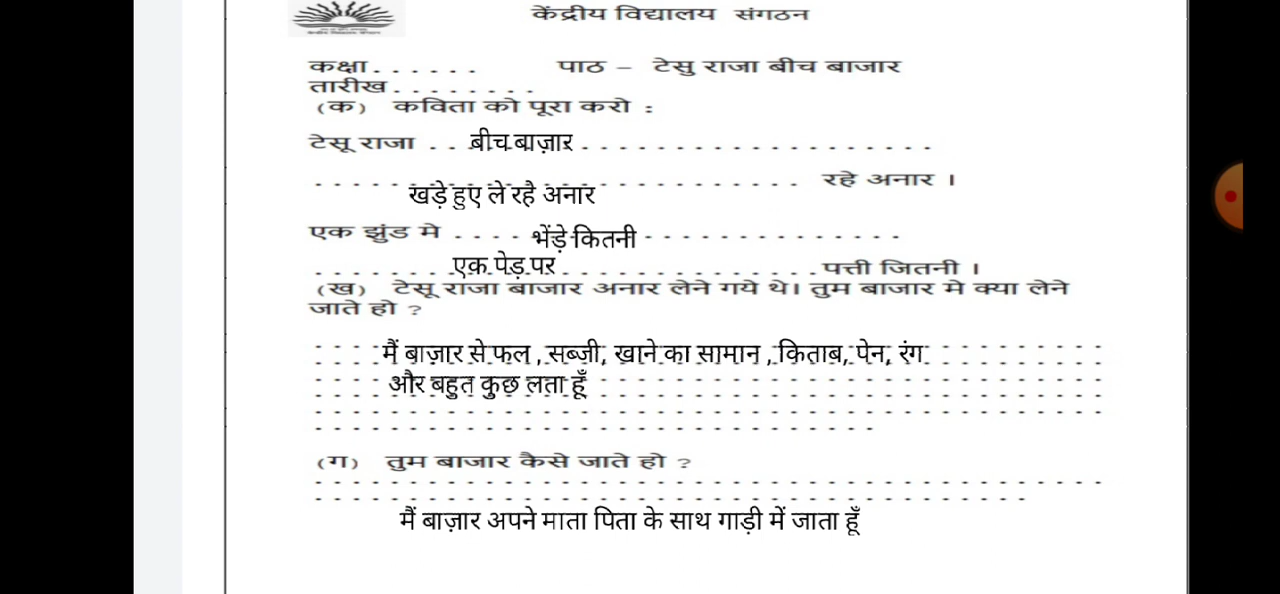 केंद्रीय विद्यालय संगठन
कक्षा. . . . . . पाठ – टेसु राजा बीच बाजार
तारीख. . . . . . . .
(क) कविता को पूरा करो :
टेसू राजा . . बीच बाज़ार . . . . . . . . . . . . . . . . . . . .
. . . . . . . . . . . . . . . . . . . . . . . . . . . रहे अनार ।
खड़े हुए ले रहै अनार
एक झुंड मे . . . . भेंड़े कितनी . . . . . . . . . . . . . . .
. . . . . . . . एक पेड़ पर . . . . . . . . . . . . . . पत्ती जितनी ।
(ख) टेसू राजा बाजार अनार लेने गये थे। तुम बाजार मे क्या लेने
जाते हो ?
मैं बाज़ार से फल , सब्जी, खाने का सामान , किताब, पेन, रंग
और बहुत कुछ लता हूँ
(ग) तुम बाजार कैसे जाते हो ?
मैं बाज़ार अपने माता पिता के साथ गाड़ी में जाता हूँ